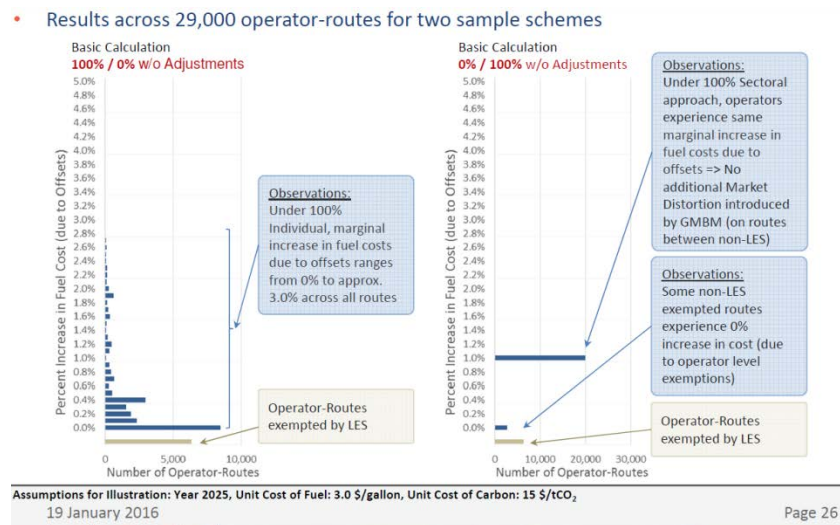 • Results across 29,000 operator-routes for two sample schemes
Basic Calculation
100% / 0% w/o Adjustments
Percent Increase in Fuel Cost (due to Offsets)
5.0%
4.8%
4.6%
4.4%
4.2%
4.0%
3.8%
3.6%
3.4%
3.2%
3.0%
2.8%
2.6%
2.4%
2.2%
2.0%
1.8%
1.6%
1.4%
1.2%
1.0%
0.8%
0.6%
0.4%
0.2%
0.0%
0 5,000 10,000
Number of Operator-Routes
Observations:
Under 100%
Individual, marginal
increase in fuel costs
due to offsets ranges
from 0% to approx.
3.0% across all routes
Operator-Routes
exempted by LES
Basic Calculation
0% / 100% w/o Adjustments
Percent Increase in Fuel Cost (due to Offsets)
5.0%
4.8%
4.6%
4.4%
4.2%
4.0%
3.8%
3.6%
3.4%
3.2%
3.0%
2.8%
2.6%
2.4%
2.2%
2.0%
1.8%
1.6%
1.4%
1.2%
1.0%
0.8%
0.6%
0.4%
0.2%
0.0%
0 10,000 20,000 30,000
Number of Operator-Routes
Observations:
Under 100% Sectoral
approach, operators
experience same
marginal increase in
fuel costs due to
offsets => No
additional Market
Distortion introduced
by GMBM (on routes
between non-LES)
Observations:
Some non-LES
exempted routes
experience 0%
increase in cost (due
to operator level
exemptions)
Operator-Routes
exempted by LES
Assumptions for Illustration: Year 2025, Unit Cost of Fuel: 3.0 $/gallon, Unit Cost of Carbon: 15 $/tCO₂
19 January 2016
Page 26